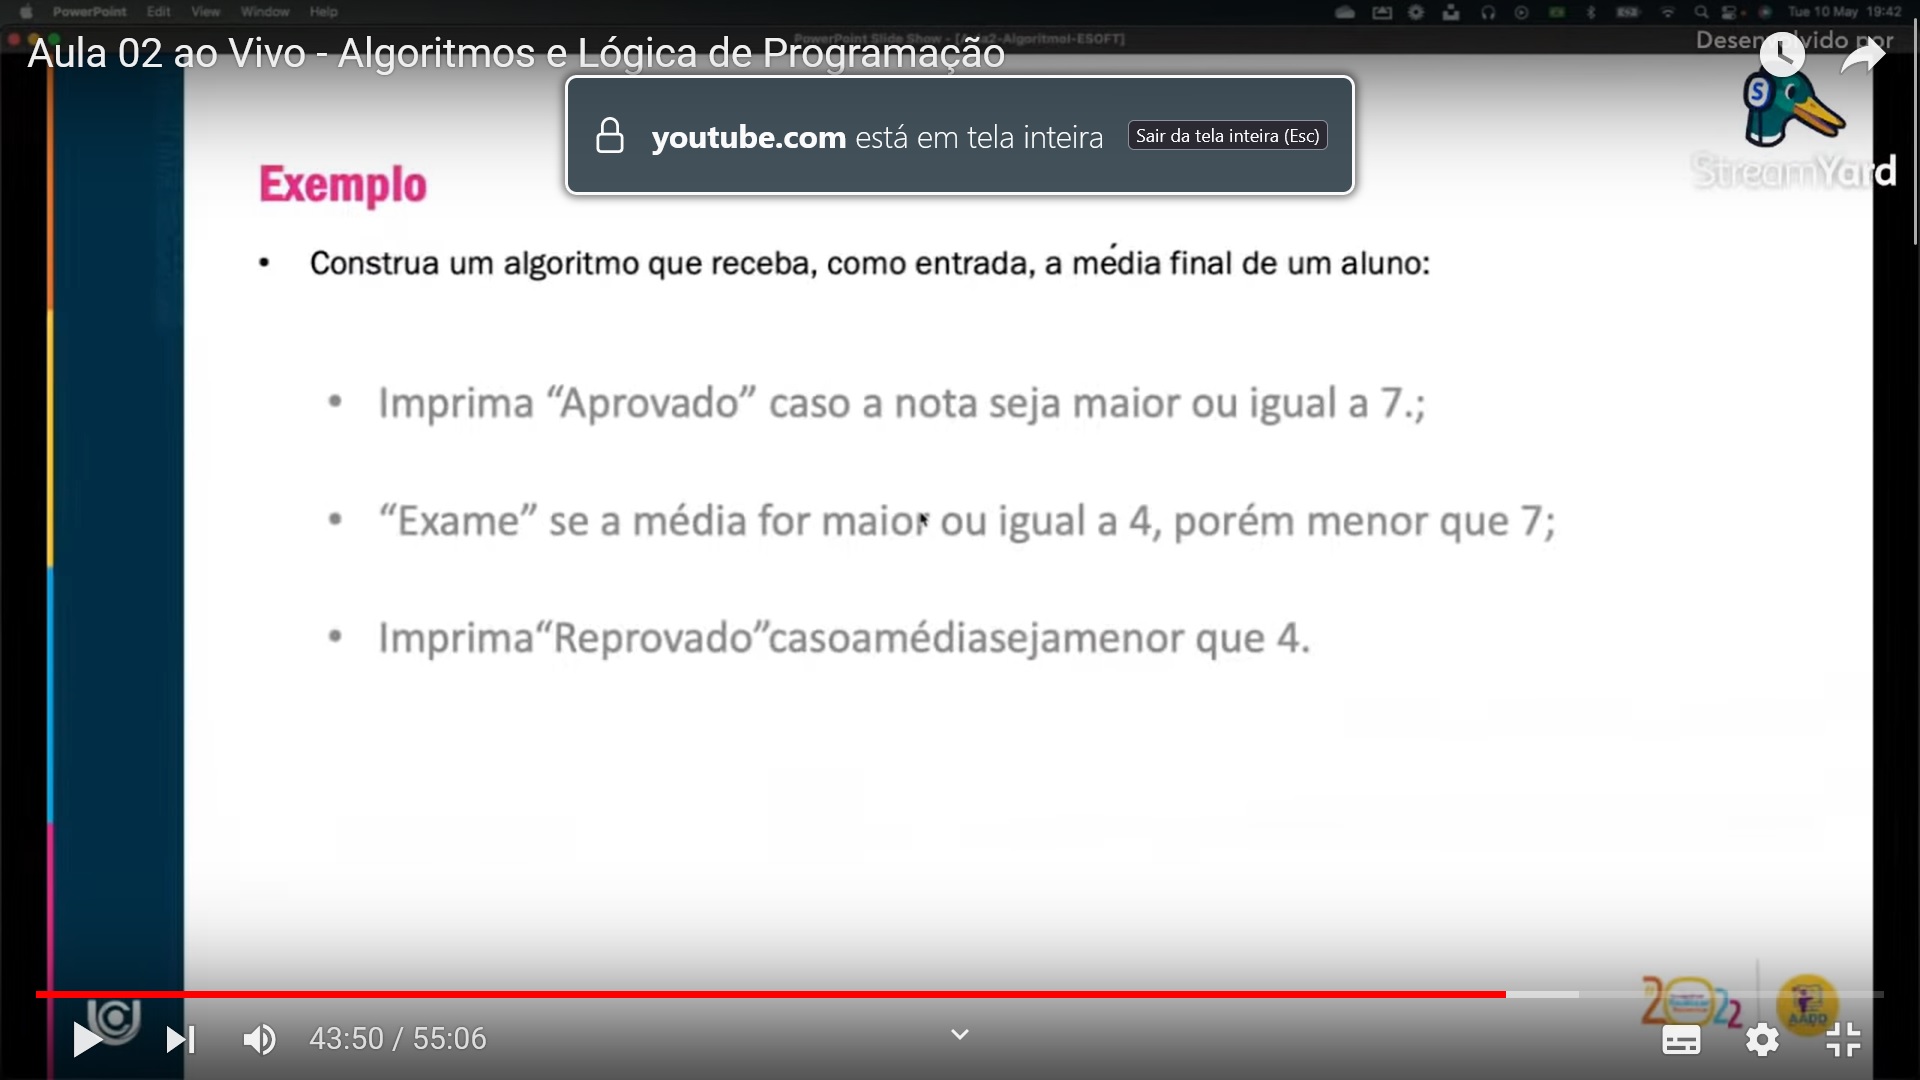 PowerPoint Edit View Window Help Tue 10 May 19:42
PowerPoint Slide Show - [Aula2-AlgoritmoI-ESOFT]
Aula 02 ao Vivo - Algoritmos e Lógica de Programação
Desenvolvido por
StreamYard
youtube.com está em tela inteira Sair da tela inteira (Esc)
Exemplo
• Construa um algoritmo que receba, como entrada, a média final de um aluno:
• Imprima “Aprovado” caso a nota seja maior ou igual a 7.;
• “Exame” se a média for maior ou igual a 4, porém menor que 7;
• Imprima“Reprovado”casoamédiasejamenor que 4.
2022
AADD
43:50 / 55:06